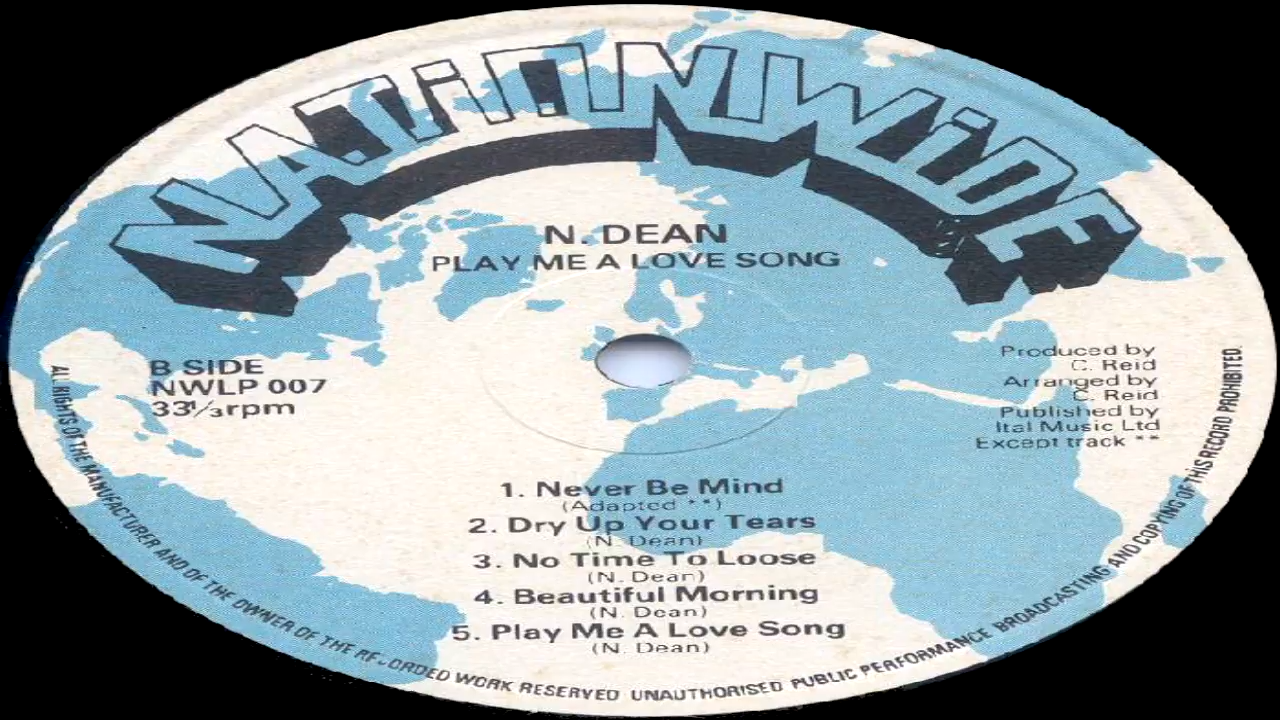 NATIONWIDE
N. DEAN
PLAY ME A LOVE SONG
B SIDE
NWLP 007
33⅓rpm
Produced by
C. Reid
Arranged by
C. Reid
Published by
Ital Music Ltd
Except track **
1. Never Be Mind
(Adapted **)
2. Dry Up Your Tears
(N. Dean)
3. No Time To Loose
(N. Dean)
4. Beautiful Morning
(N. Dean)
5. Play Me A Love Song
(N. Dean)
ALL RIGHTS OF THE MANUFACTURER AND OF THE OWNER OF THE RECORDED WORK RESERVED UNAUTHORISED PUBLIC PERFORMANCE BROADCASTING AND COPYING OF THIS RECORD PROHIBITED.